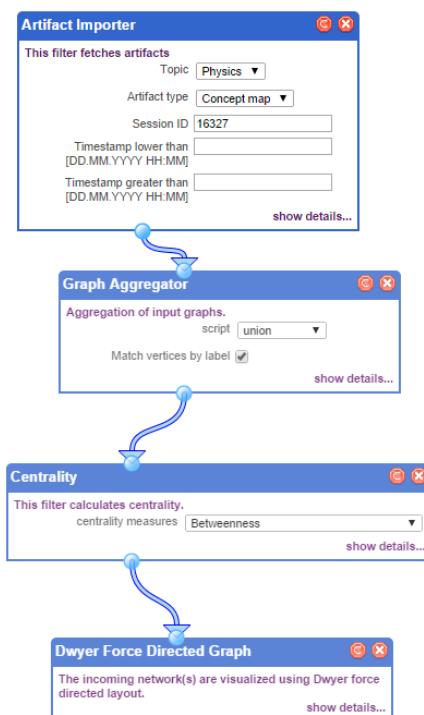 Artifact Importer
This filter fetches artifacts
Topic Physics
Artifact type Concept map
Session ID 16327
Timestamp lower than
[DD.MM.YYYY HH:MM]
Timestamp greater than
[DD.MM.YYYY HH:MM]
show details...
Graph Aggregator
Aggregation of input graphs.
script union
Match vertices by label
show details...
Centrality
This filter calculates centrality.
centrality measures Betweenness
show details...
Dwyer Force Directed Graph
The incoming network(s) are visualized using Dwyer force
directed layout.
show details...